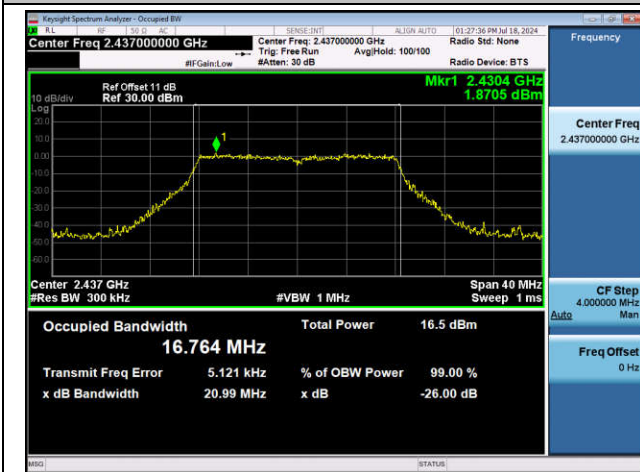 Keysight Spectrum Analyzer - Occupied BW
RL RF 50 Ω AC SENSE:INT ALIGN AUTO 01:27:36 PM Jul 18, 2024
Center Freq 2.437000000 GHz
Center Freq: 2.437000000 GHz
Radio Std: None
Trig: Free Run Avg|Hold: 100/100
#IFGain:Low #Atten: 30 dB Radio Device: BTS
Frequency
Mkr1 2.4304 GHz
1.8705 dBm
Ref Offset 11 dB
10 dB/div Ref 30.00 dBm
Log
20.0
10.0
0.00
-10.0
-20.0
-30.0
-40.0
-50.0
-60.0
1
Center 2.437 GHz Span 40 MHz
#Res BW 300 kHz #VBW 1 MHz Sweep 1 ms
Occupied Bandwidth Total Power 16.5 dBm
16.764 MHz
Transmit Freq Error 5.121 kHz % of OBW Power 99.00 %
x dB Bandwidth 20.99 MHz x dB -26.00 dB
Center Freq
2.437000000 GHz
CF Step
4.000000 MHz
Auto Man
Freq Offset
0 Hz
MSG STATUS